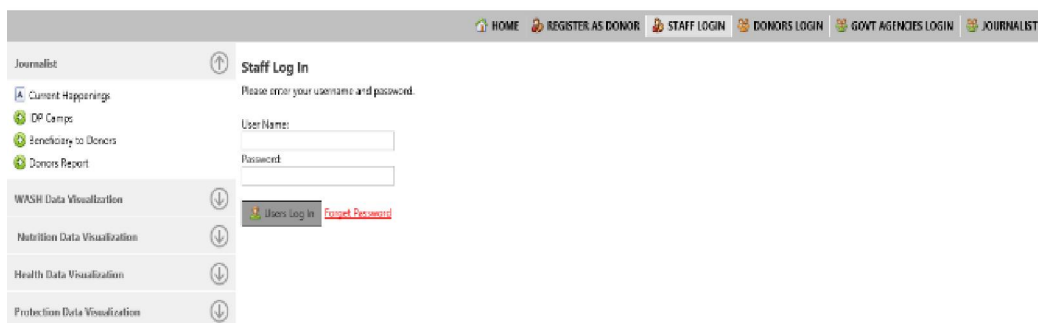 HOME REGISTER AS DONOR STAFF LOGIN DONORS LOGIN GOVT AGENCIES LOGIN JOURNALIST
Journalist
A Current Happenings
IDP Camps
Beneficiary to Donors
Donors Report
WASH Data Visualization
Nutrition Data Visualization
Health Data Visualization
Protection Data Visualization
Staff Log In
Please enter your username and password.
User Name:
Password:
Users Log In Forget Password